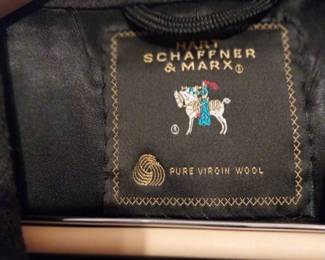 HART
SCHAFFNER
& MARX®
®
PURE VIRGIN WOOL